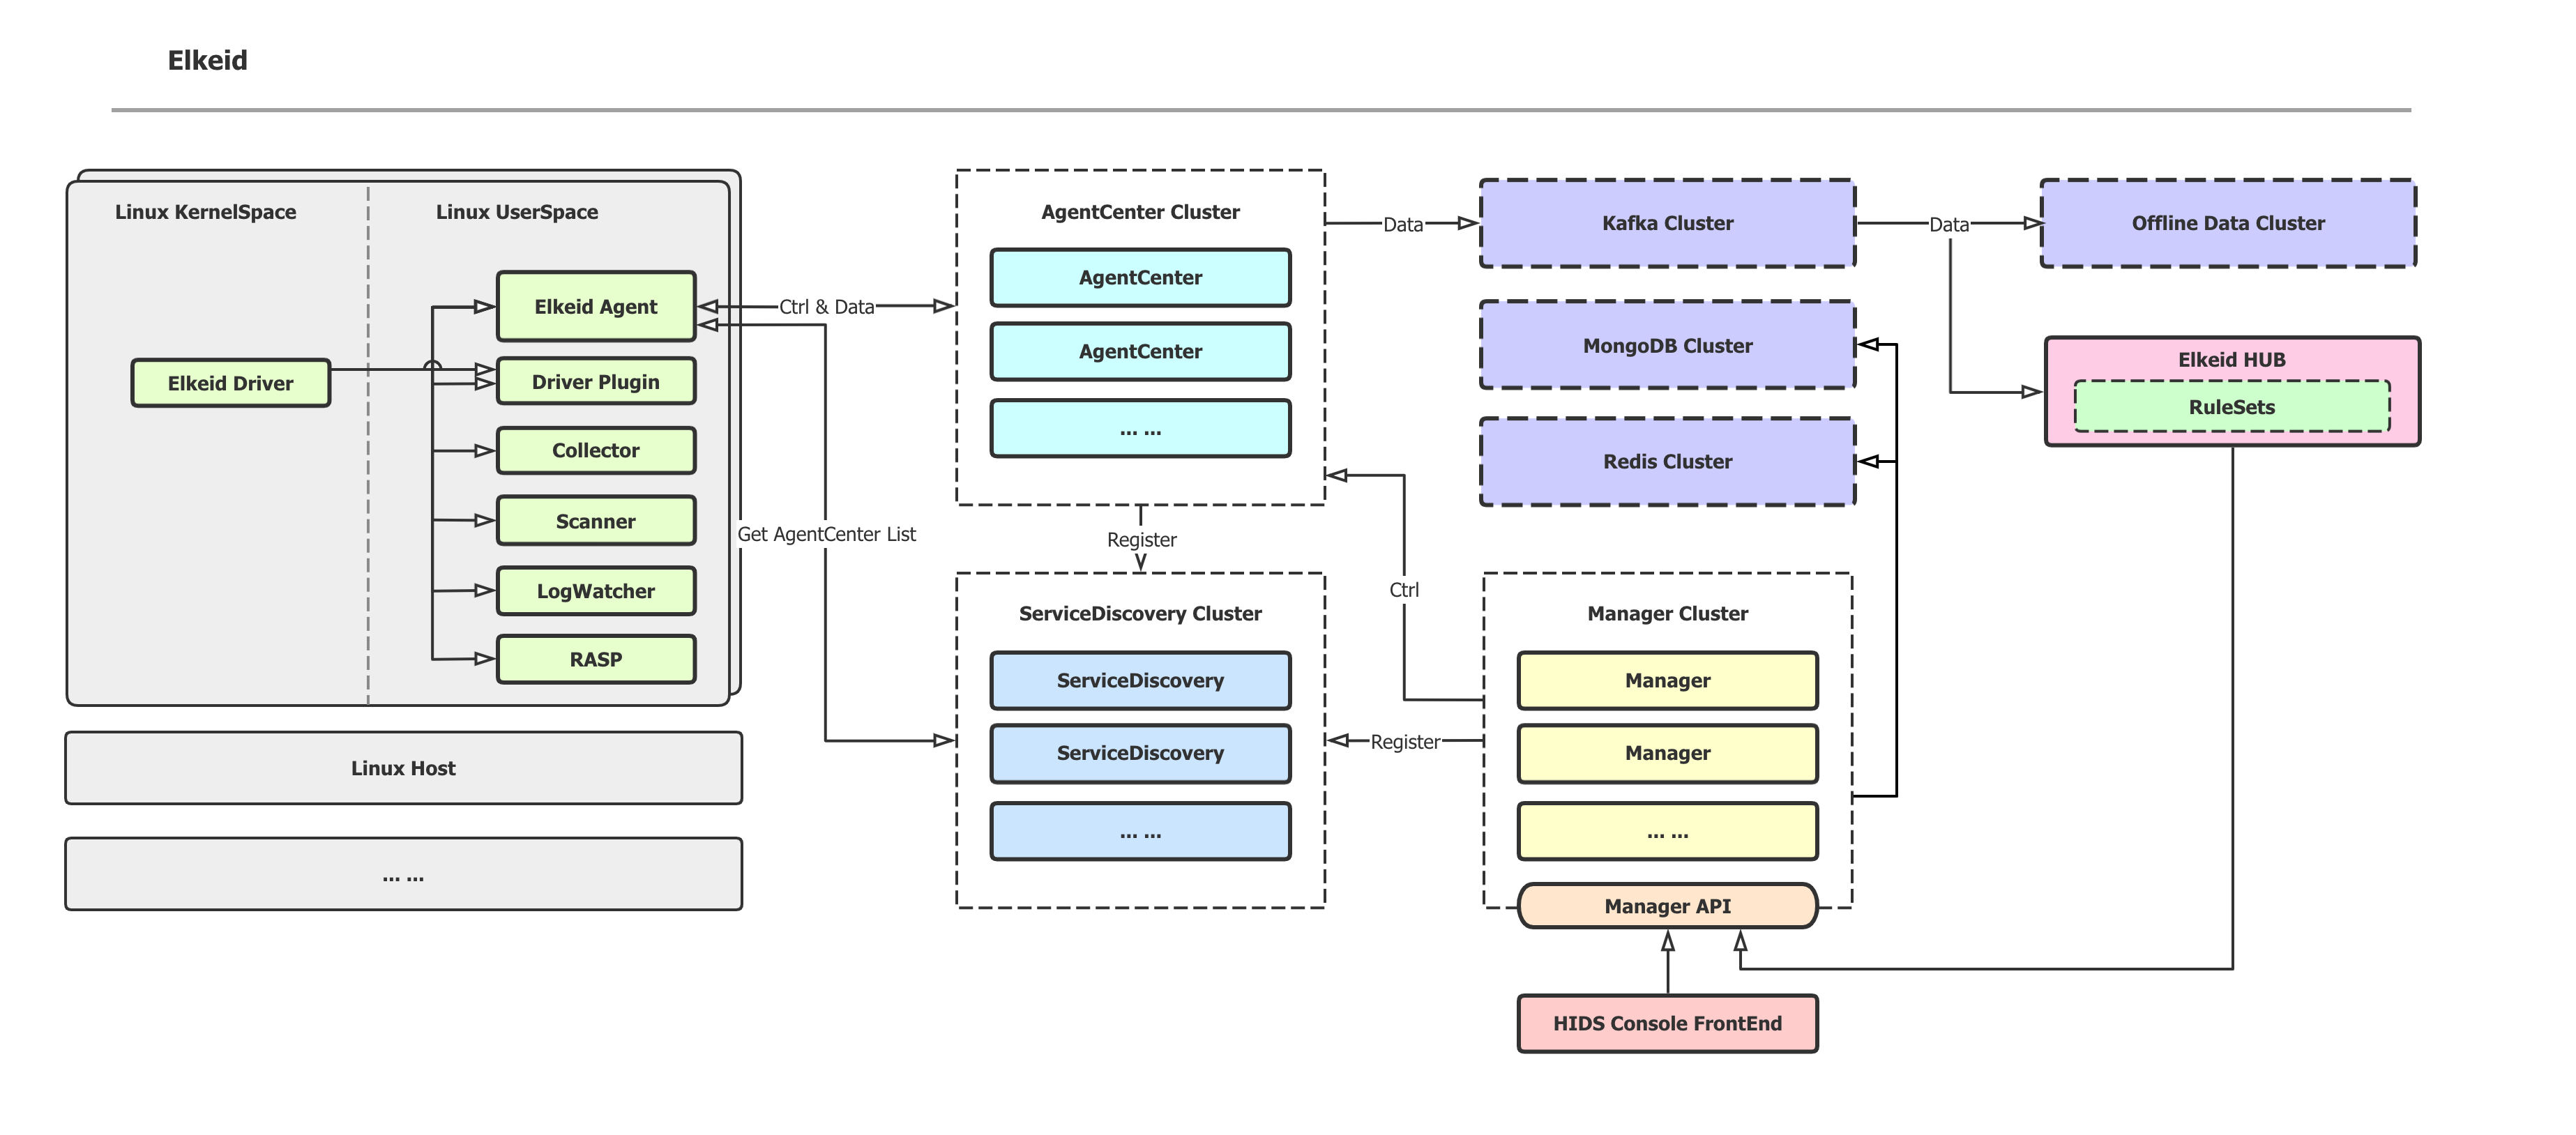 Elkeid
Linux KernelSpace
Linux UserSpace
Elkeid Agent
Elkeid Driver
Driver Plugin
Collector
Scanner
LogWatcher
RASP
Linux Host
... ...
Ctrl & Data
Get AgentCenter List
AgentCenter Cluster
AgentCenter
AgentCenter
... ...
Register
ServiceDiscovery Cluster
ServiceDiscovery
ServiceDiscovery
... ...
Data
Ctrl
Register
Kafka Cluster
MongoDB Cluster
Redis Cluster
Manager Cluster
Manager
Manager
... ...
Manager API
HIDS Console FrontEnd
Data
Offline Data Cluster
Elkeid HUB
RuleSets